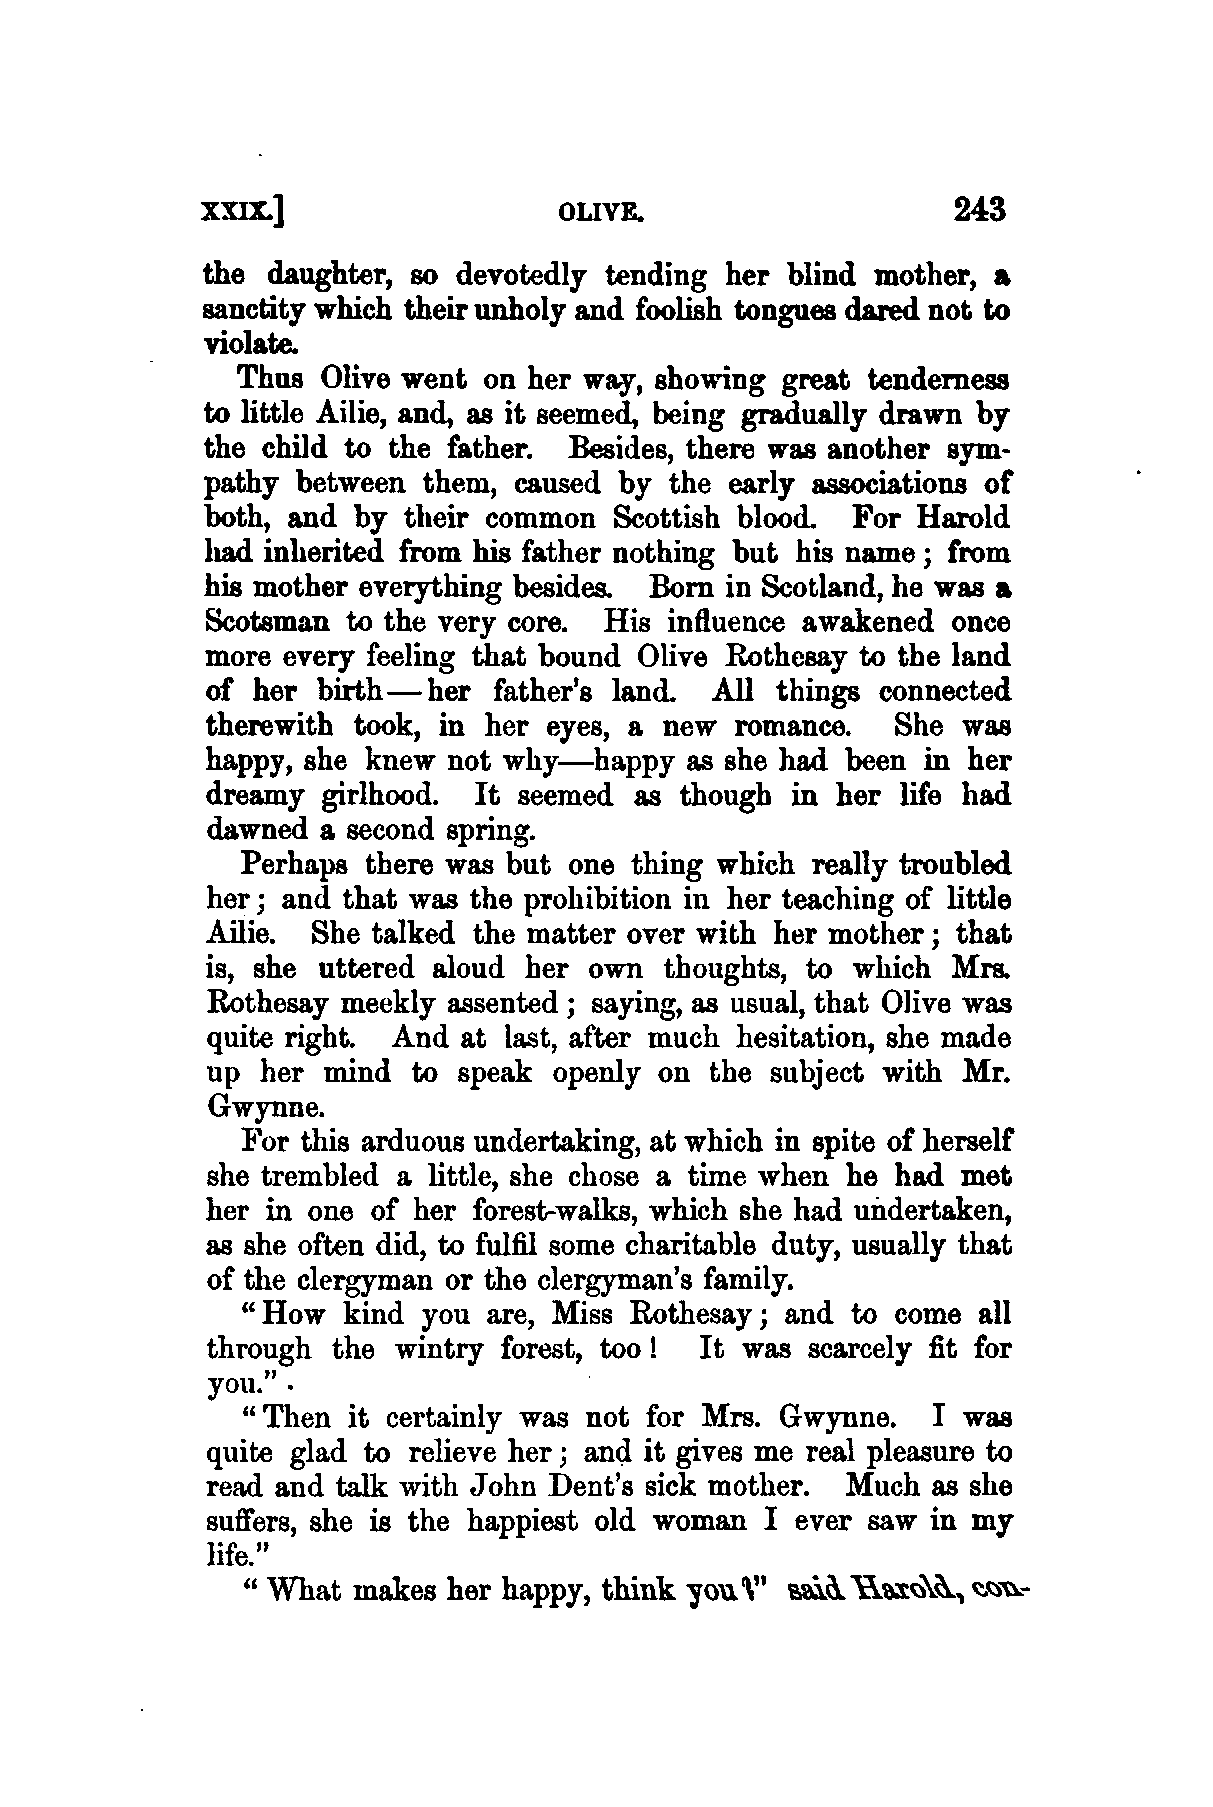 XXIX.] OLIVE. 243
the daughter, so devotedly tending her blind mother, a
sanctity which their unholy and foolish tongues dared not to
violate.
Thus Olive went on her way, showing great tenderness
to little Ailie, and, as it seemed, being gradually drawn by
the child to the father. Besides, there was another sym-
pathy between them, caused by the early associations of
both, and by their common Scottish blood. For Harold
had inherited from his father nothing but his name; from
his mother everything besides. Born in Scotland, he was a
Scotsman to the very core. His influence awakened once
more every feeling that bound Olive Rothesay to the land
of her birth—her father's land. All things connected
therewith took, in her eyes, a new romance. She was
happy, she knew not why—happy as she had been in her
dreamy girlhood. It seemed as though in her life had
dawned a second spring.
Perhaps there was but one thing which really troubled
her; and that was the prohibition in her teaching of little
Ailie. She talked the matter over with her mother; that
is, she uttered aloud her own thoughts, to which Mrs.
Rothesay meekly assented; saying, as usual, that Olive was
quite right. And at last, after much hesitation, she made
up her mind to speak openly on the subject with Mr.
Gwynne.
For this arduous undertaking, at which in spite of herself
she trembled a little, she chose a time when he had met
her in one of her forest-walks, which she had undertaken,
as she often did, to fulfil some charitable duty, usually that
of the clergyman or the clergyman's family.
"How kind you are, Miss Rothesay; and to come all
through the wintry forest, too! It was scarcely fit for
you."
"Then it certainly was not for Mrs. Gwynne. I was
quite glad to relieve her; and it gives me real pleasure to
read and talk with John Dent's sick mother. Much as she
suffers, she is the happiest old woman I ever saw in my
life."
"What makes her happy, think you?" said Harold, con-